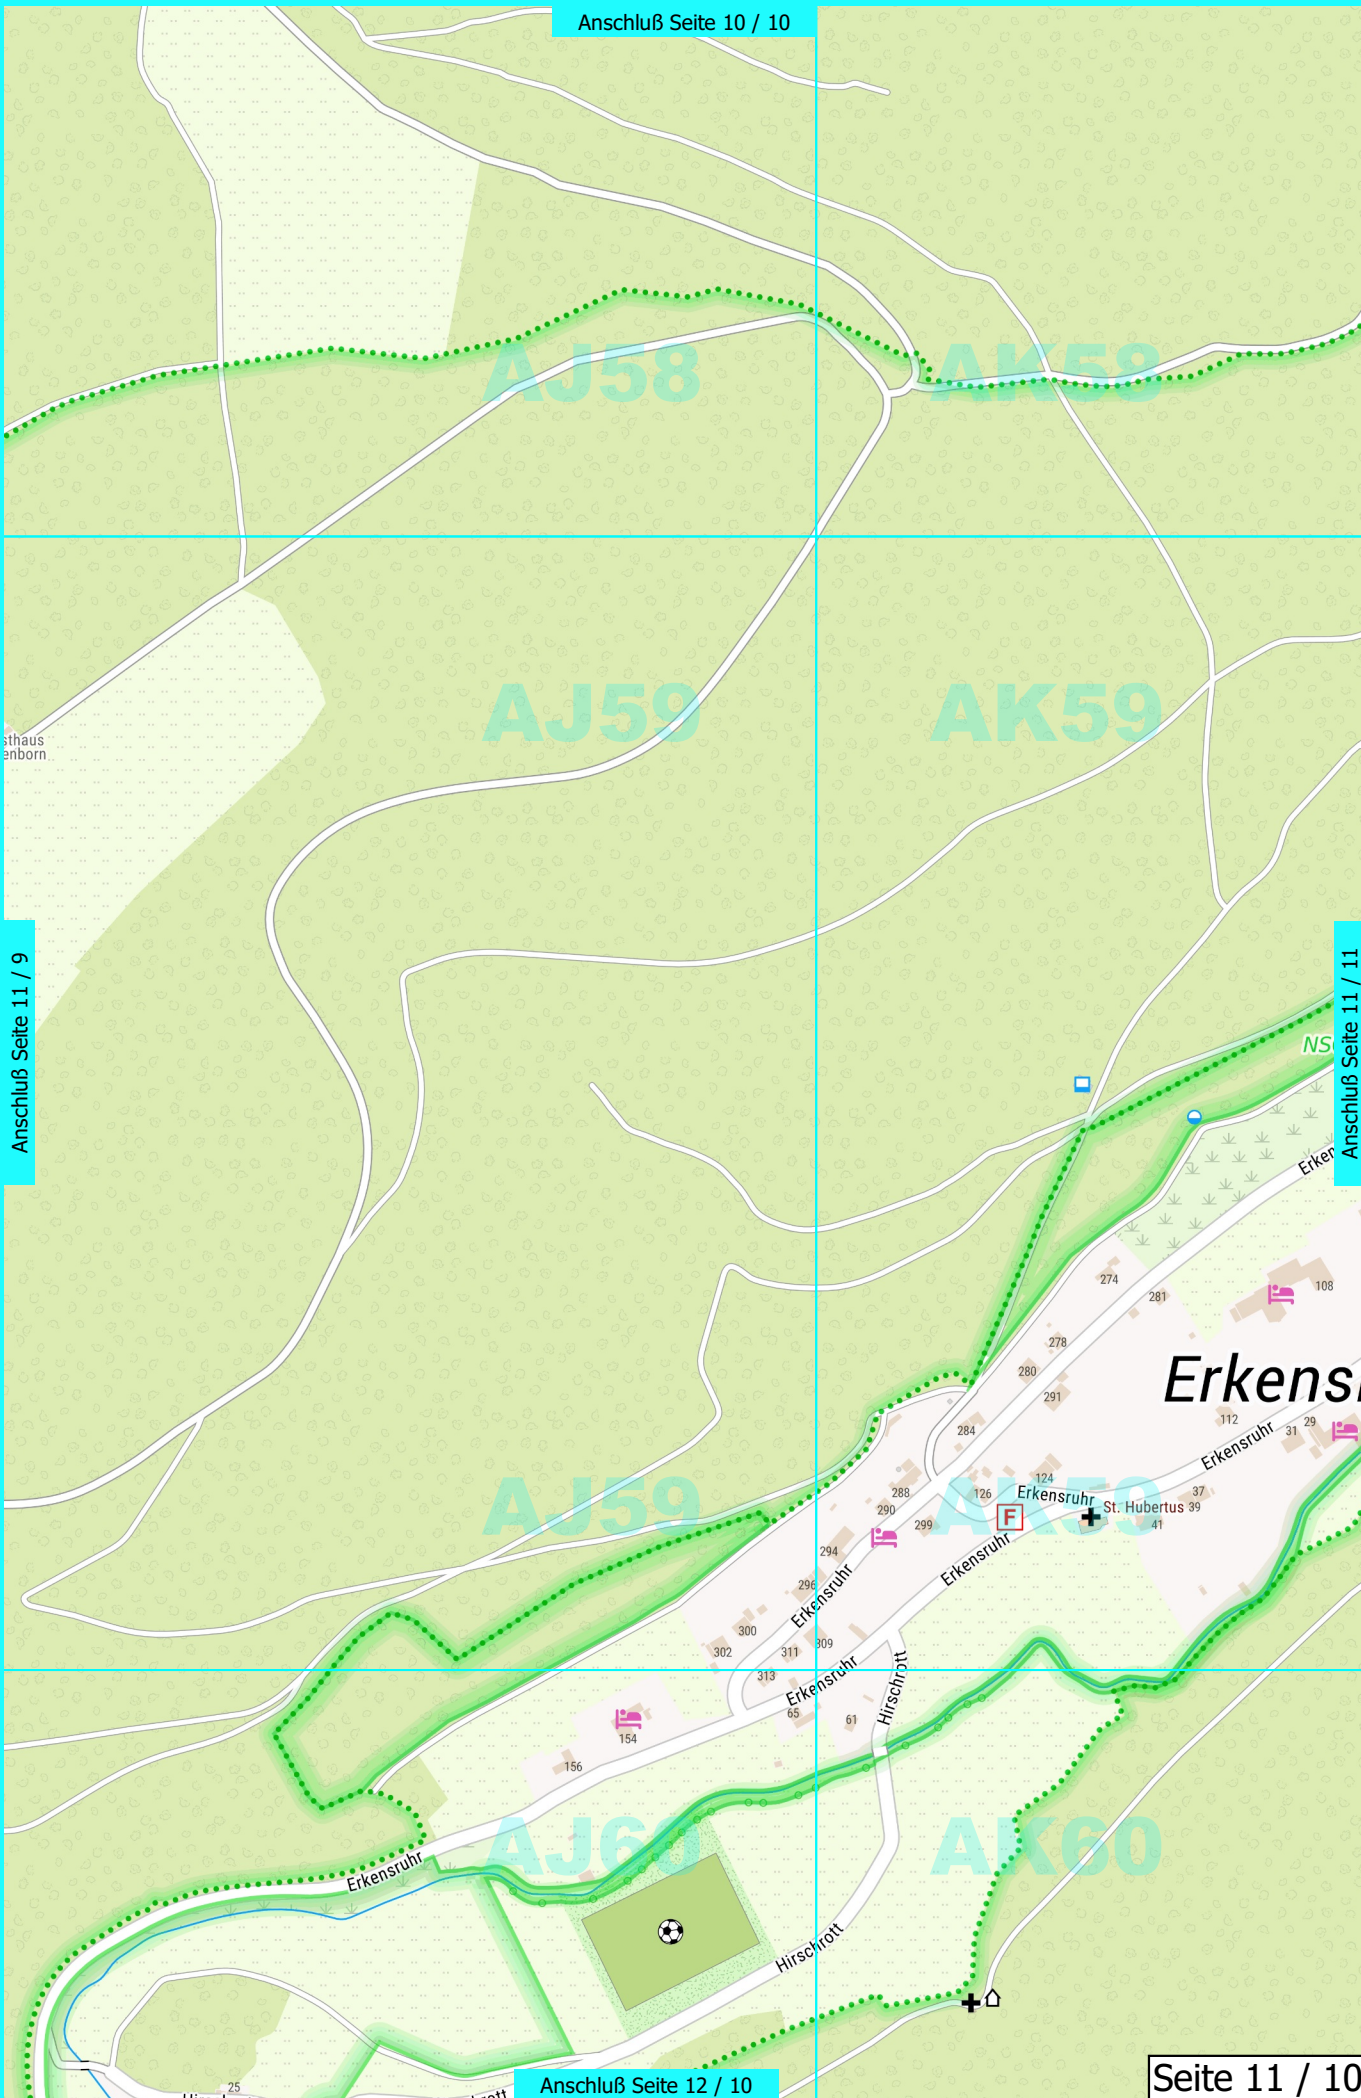 Anschluß Seite 10 / 10
AJ58
AK58
AJ59
AK59
sthaus
enborn
Anschluß Seite 11 / 9
Anschluß Seite 11 / 11
NS
Erken
274
281
108
278
280
291
Erkens
112
29
31
284
Erkensruhr
AJ59
AK59
124
126
288
290
299
Erkensruhr
F
St. Hubertus
37
39
41
294
Erkensruhr
296
Erkensruhr
300
302
309
311
313
Erkensruhr
Hirschrott
65
61
154
156
AJ60
AK60
Erkensruhr
Hirschrott
25
Anschluß Seite 12 / 10
Seite 11 / 10